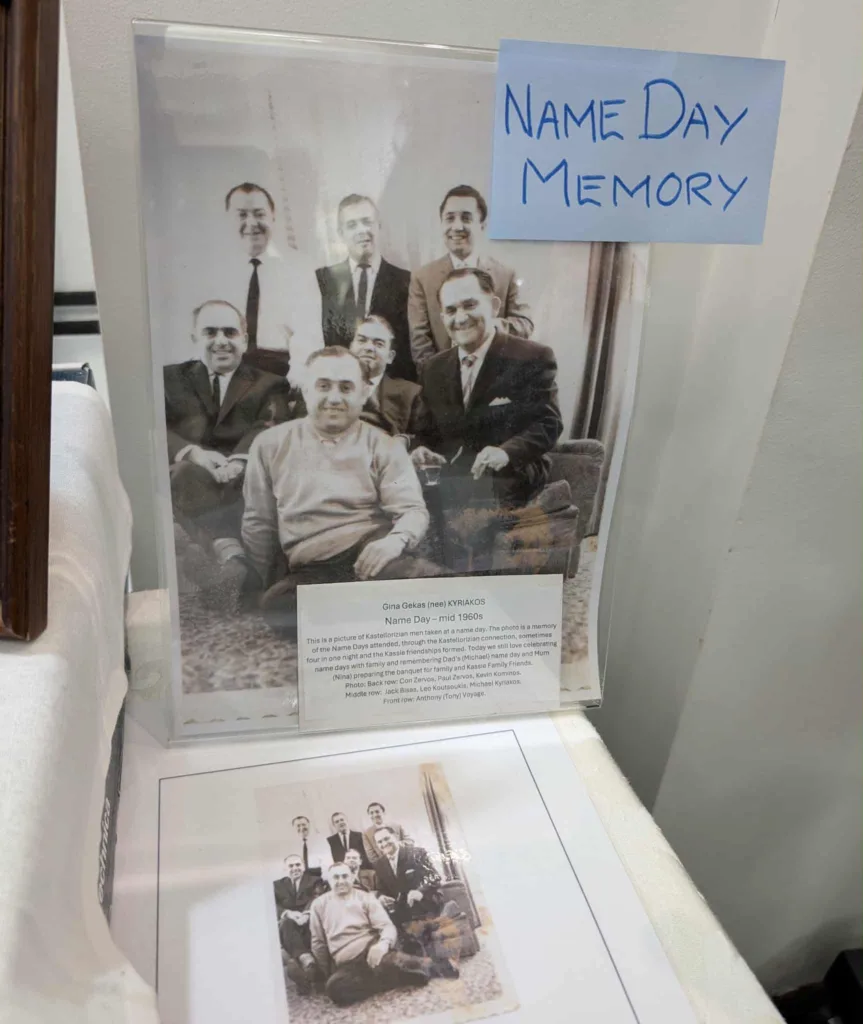 NAME DAY
MEMORY
Gina Gekas (nee) KYRIAKOS
Name Day – mid 1960s
This is a picture of Kastellorizian men taken at a name day. The photo is a memory
of the Name Days attended, through the Kastellorizian connection, sometimes
four in one night and the Kassie friendships formed. Today we still love celebrating
name days with family and remembering Dad's (Michael) name day and Mum
(Nina) preparing the banquet for family and Kassie Family Friends.
Photo: Back row: Con Zervos, Paul Zervos, Kevin Komninos.
Middle row: Jack Bisas, Leo Koutsoukis, Michael Kyriakos.
Front row: Anthony (Tony) Voyage.